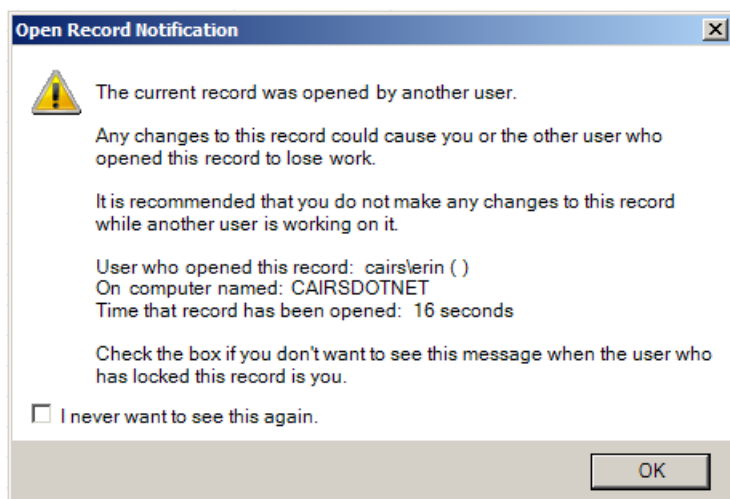 Open Record Notification
The current record was opened by another user.
Any changes to this record could cause you or the other user who
opened this record to lose work.
It is recommended that you do not make any changes to this record
while another user is working on it.
User who opened this record:  cairs\erin ( )
On computer named: CAIRSDOTNET
Time that record has been opened:  16 seconds
Check the box if you don't want to see this message when the user who
has locked this record is you.
I never want to see this again.
OK